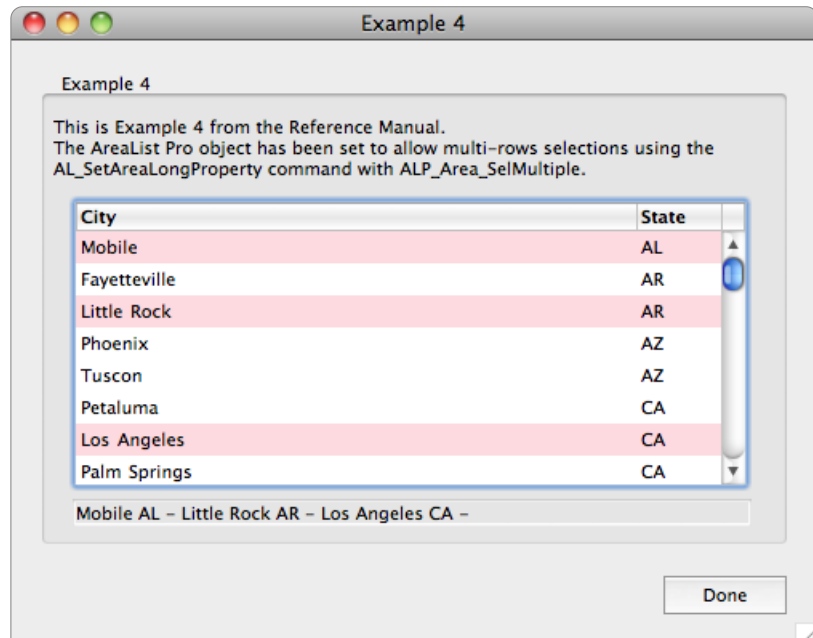 Example 4
Example 4
This is Example 4 from the Reference Manual.
The AreaList Pro object has been set to allow multi-rows selections using the
AL_SetAreaLongProperty command with ALP_Area_SelMultiple.
City State
Mobile AL
Fayetteville AR
Little Rock AR
Phoenix AZ
Tuscon AZ
Petaluma CA
Los Angeles CA
Palm Springs CA
Mobile AL - Little Rock AR - Los Angeles CA -
Done